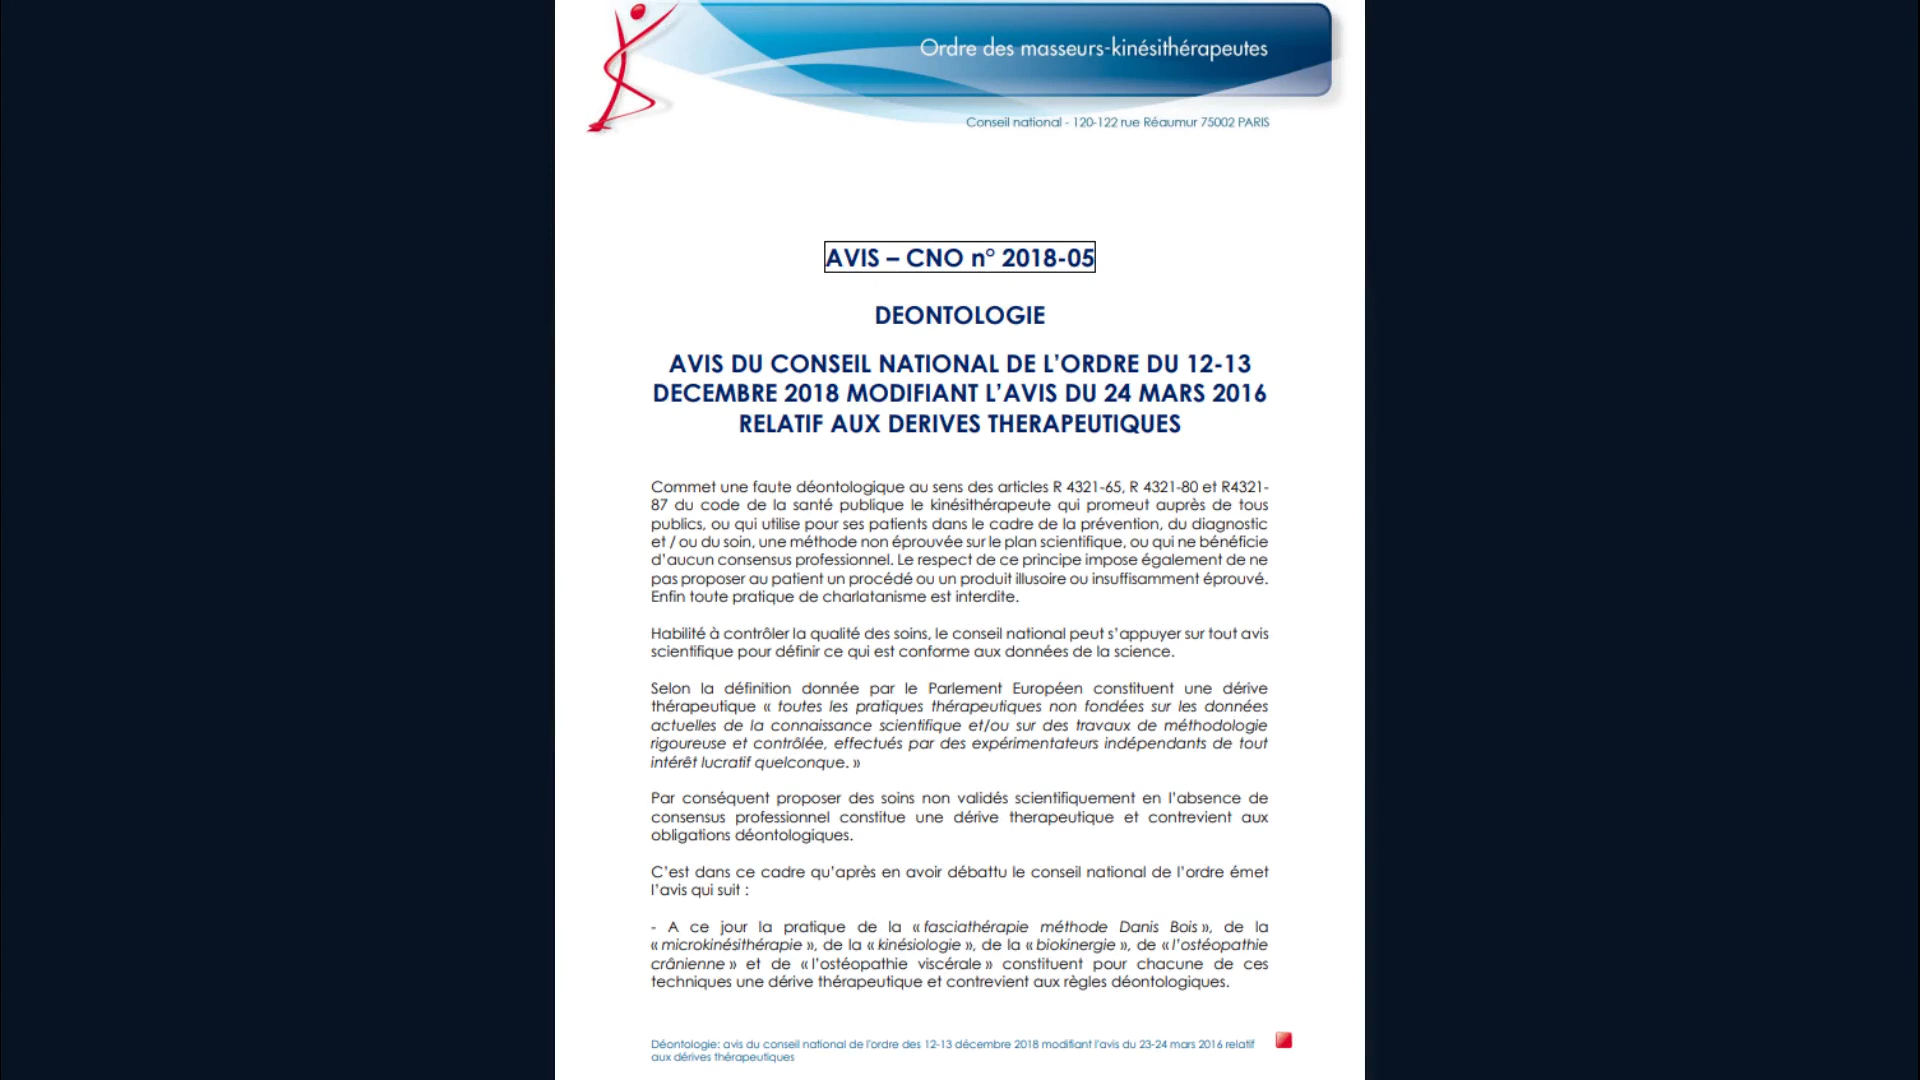 Ordre des masseurs-kinésithérapeutes
Conseil national - 120-122 rue Réaumur 75002 PARIS
AVIS – CNO n° 2018-05
DEONTOLOGIE
AVIS DU CONSEIL NATIONAL DE L’ORDRE DU 12-13
DECEMBRE 2018 MODIFIANT L’AVIS DU 24 MARS 2016
RELATIF AUX DERIVES THERAPEUTIQUES
Commet une faute déontologique au sens des articles R 4321-65, R 4321-80 et R4321-
87 du code de la santé publique le kinésithérapeute qui promeut auprès de tous
publics, ou qui utilise pour ses patients dans le cadre de la prévention, du diagnostic
et / ou du soin, une méthode non éprouvée sur le plan scientifique, ou qui ne bénéficie
d’aucun consensus professionnel. Le respect de ce principe impose également de ne
pas proposer au patient un procédé ou un produit illusoire ou insuffisamment éprouvé.
Enfin toute pratique de charlatanisme est interdite.
Habilité à contrôler la qualité des soins, le conseil national peut s’appuyer sur tout avis
scientifique pour définir ce qui est conforme aux données de la science.
Selon la définition donnée par le Parlement Européen constituent une dérive
thérapeutique « toutes les pratiques thérapeutiques non fondées sur les données
actuelles de la connaissance scientifique et/ou sur des travaux de méthodologie
rigoureuse et contrôlée, effectués par des expérimentateurs indépendants de tout
intérêt lucratif quelconque. »
Par conséquent proposer des soins non validés scientifiquement en l’absence de
consensus professionnel constitue une dérive therapeutique et contrevient aux
obligations déontologiques.
C’est dans ce cadre qu’après en avoir débattu le conseil national de l’ordre émet
l’avis qui suit :
- A ce jour la pratique de la « fasciathérapie méthode Danis Bois », de la
« microkinésithérapie », de la « kinésiologie », de la « biokinergie », de « l’ostéopathie
crânienne » et de « l’ostéopathie viscérale » constituent pour chacune de ces
techniques une dérive thérapeutique et contrevient aux règles déontologiques.
Déontologie: avis du conseil national de l'ordre des 12-13 décembre 2018 modifiant l'avis du 23-24 mars 2016 relatif
aux dérives thérapeutiques